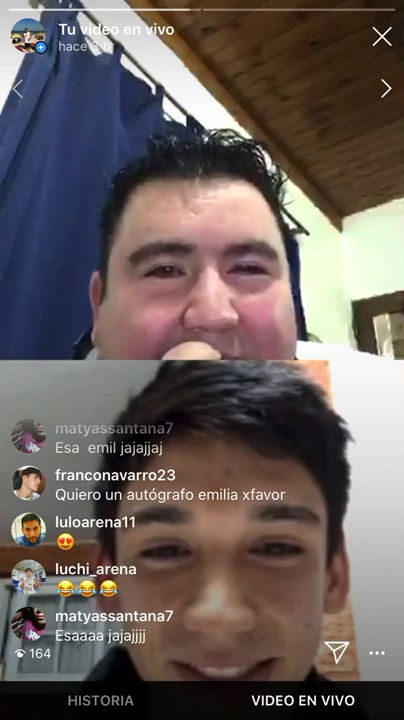 Tu video en vivo
hace 3 h
matyassantana7
Esa emil jajajjaj
franconavarro23
Quiero un autógrafo emilia xfavor
luloarena11
😍
luchi_arena
😂😂😂
matyassantana7
Esaaaa jajajjjj
164
HISTORIA
VIDEO EN VIVO